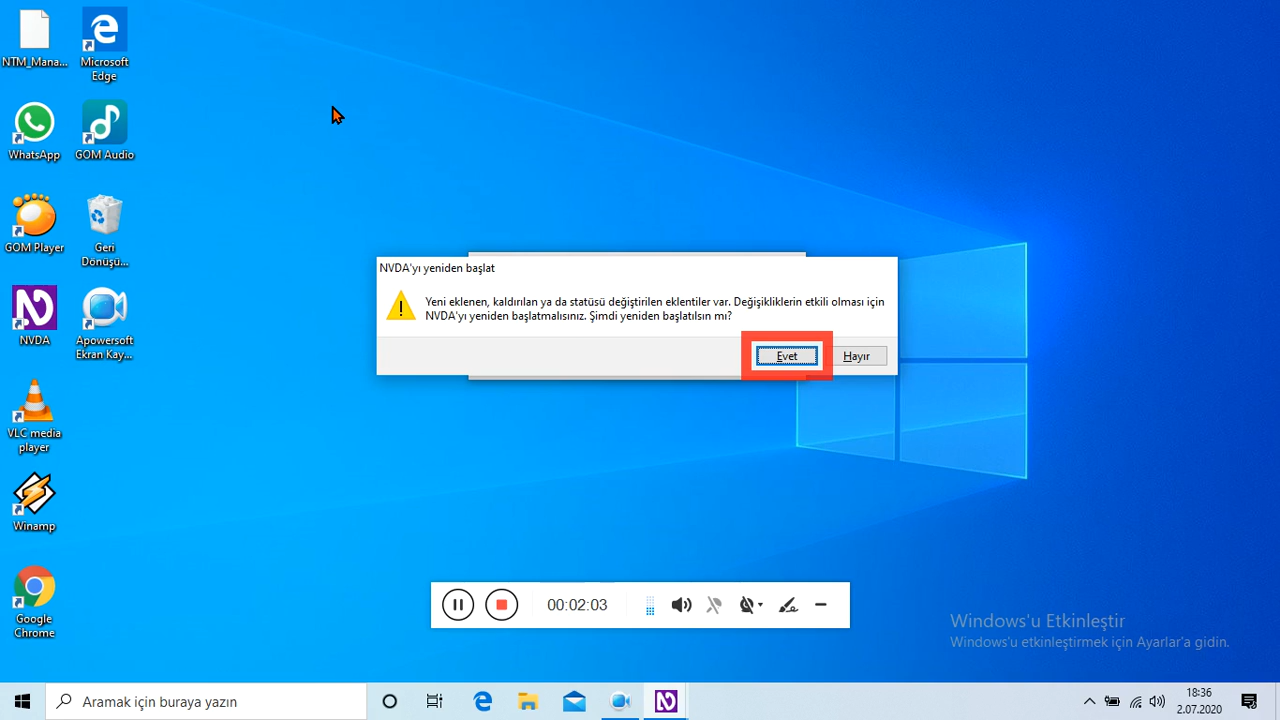 NTM_Mana...
Microsoft
Edge
WhatsApp
GOM Audio
GOM Player
Geri
Dönüşü...
NVDA
Apowersoft
Ekran Kay...
VLC media
player
Winamp
Google
Chrome
NVDA'yı yeniden başlat
Yeni eklenen, kaldırılan ya da statüsü değiştirilen eklentiler var. Değişikliklerin etkili olması için
NVDA'yı yeniden başlatmalısınız. Şimdi yeniden başlatılsın mı?
Evet
Hayır
00:02:03
Windows'u Etkinleştir
Windows'u etkinleştirmek için Ayarlar'a gidin.
Aramak için buraya yazın
18:36
2.07.2020